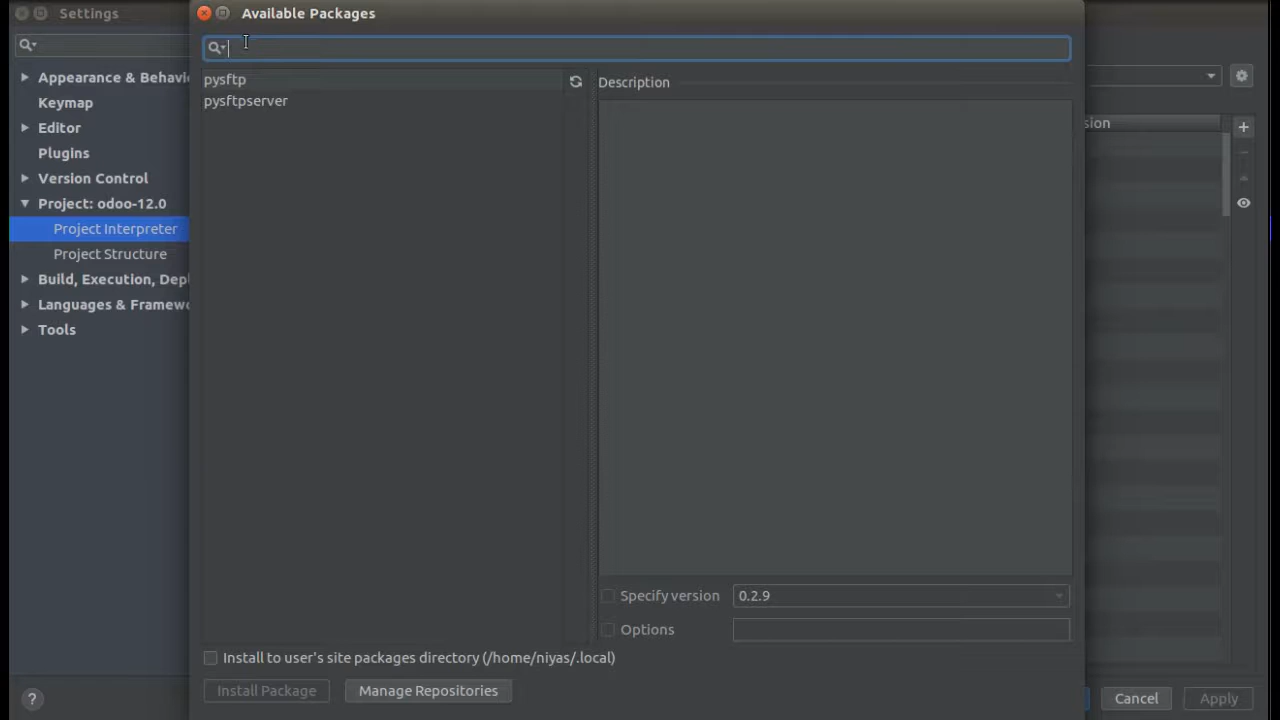 Settings
Available Packages
Appearance & Behavi
Keymap
Editor
Plugins
Version Control
Project: odoo-12.0
Project Interpreter
Project Structure
Build, Execution, Depl
Languages & Framewo
Tools
pysftp
pysftpserver
Description
sion
Specify version
0.2.9
Options
Install to user's site packages directory (/home/niyas/.local)
Install Package
Manage Repositories
?
Cancel
Apply